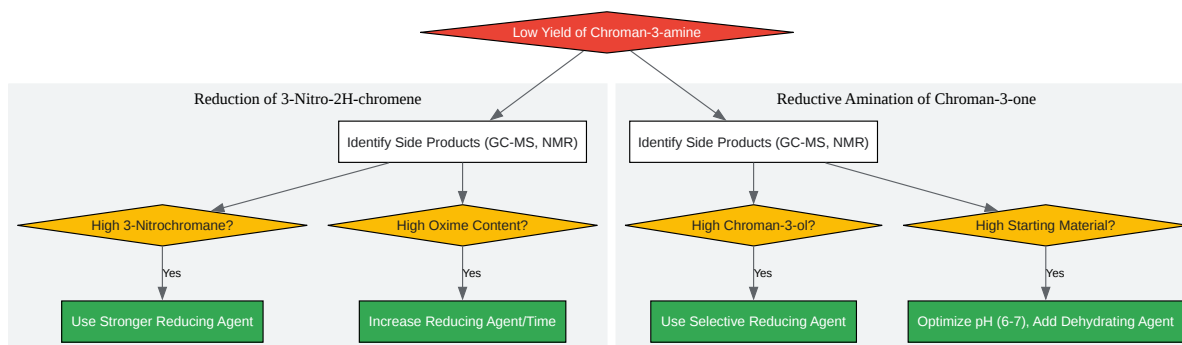 Low Yield of Chroman-3-amine
Reduction of 3-Nitro-2H-chromene
Reductive Amination of Chroman-3-one
Identify Side Products (GC-MS, NMR)
Identify Side Products (GC-MS, NMR)
High 3-Nitrochromane?
High Oxime Content?
High Chroman-3-ol?
High Starting Material?
Yes
Yes
Yes
Yes
Use Stronger Reducing Agent
Increase Reducing Agent/Time
Use Selective Reducing Agent
Optimize pH (6-7), Add Dehydrating Agent